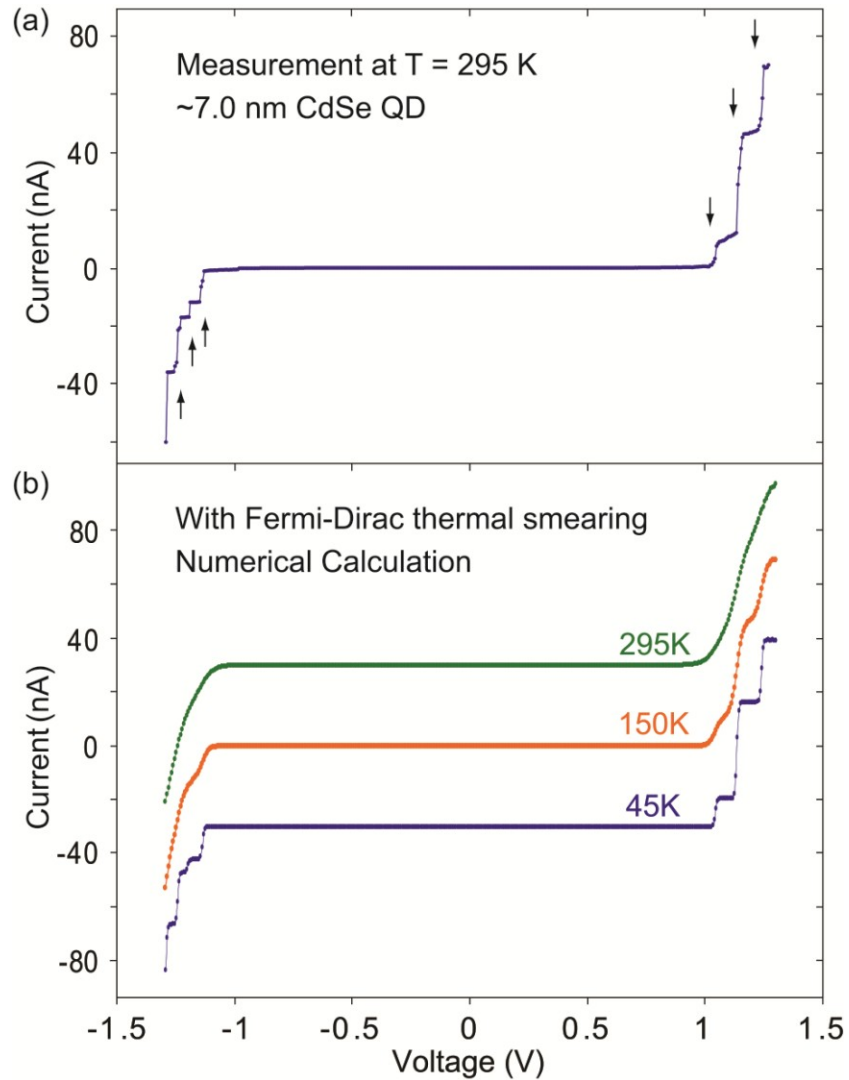 (a)
80
Measurement at T = 295 K
~7.0 nm CdSe QD
40
0
-40
Current (nA)
(b)
With Fermi-Dirac thermal smearing
Numerical Calculation
80
40
0
-40
-80
Current (nA)
295K
150K
45K
-1.5 -1 -0.5 0 0.5 1 1.5
Voltage (V)